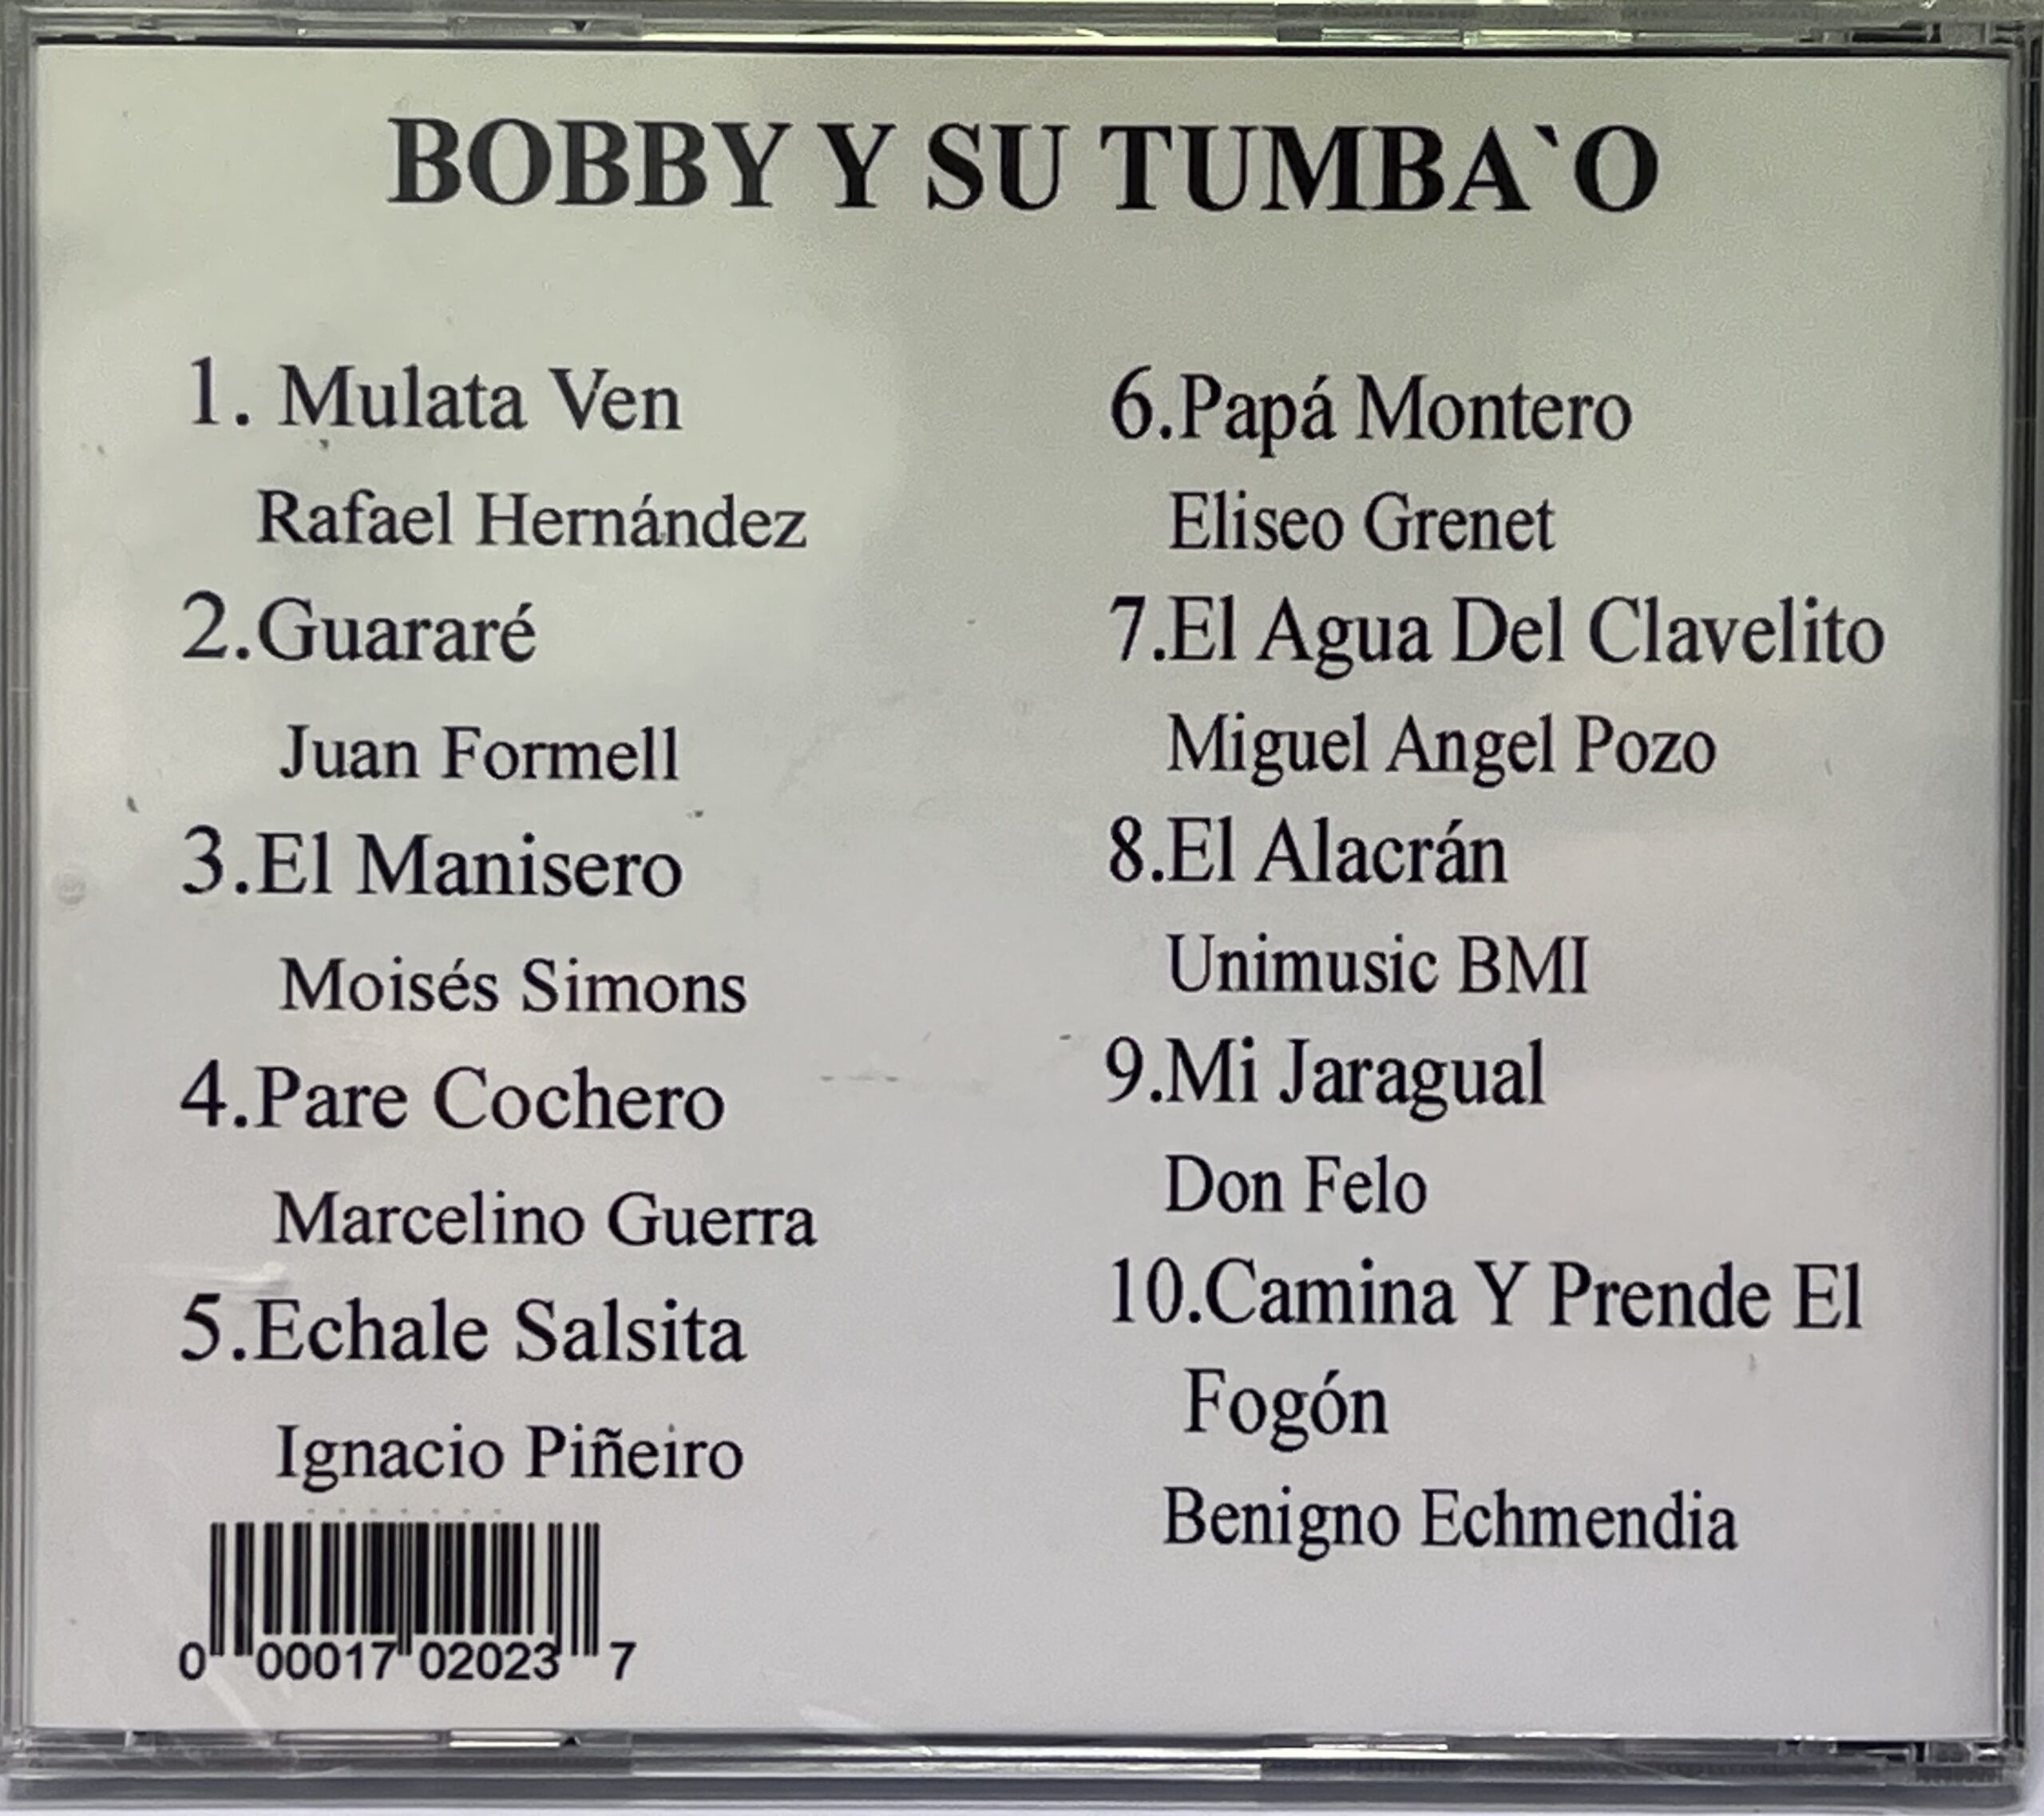 BOBBY Y SU TUMBA`O
1. Mulata Ven
Rafael Hernández
2.Guararé
Juan Formell
3.El Manisero
Moisés Simons
4.Pare Cochero
Marcelino Guerra
5.Echale Salsita
Ignacio Piñeiro
6.Papá Montero
Eliseo Grenet
7.El Agua Del Clavelito
Miguel Angel Pozo
8.El Alacrán
Unimusic BMI
9.Mi Jaragual
Don Felo
10.Camina Y Prende El
Fogón
Benigno Echmendia
0 00017 02023 7